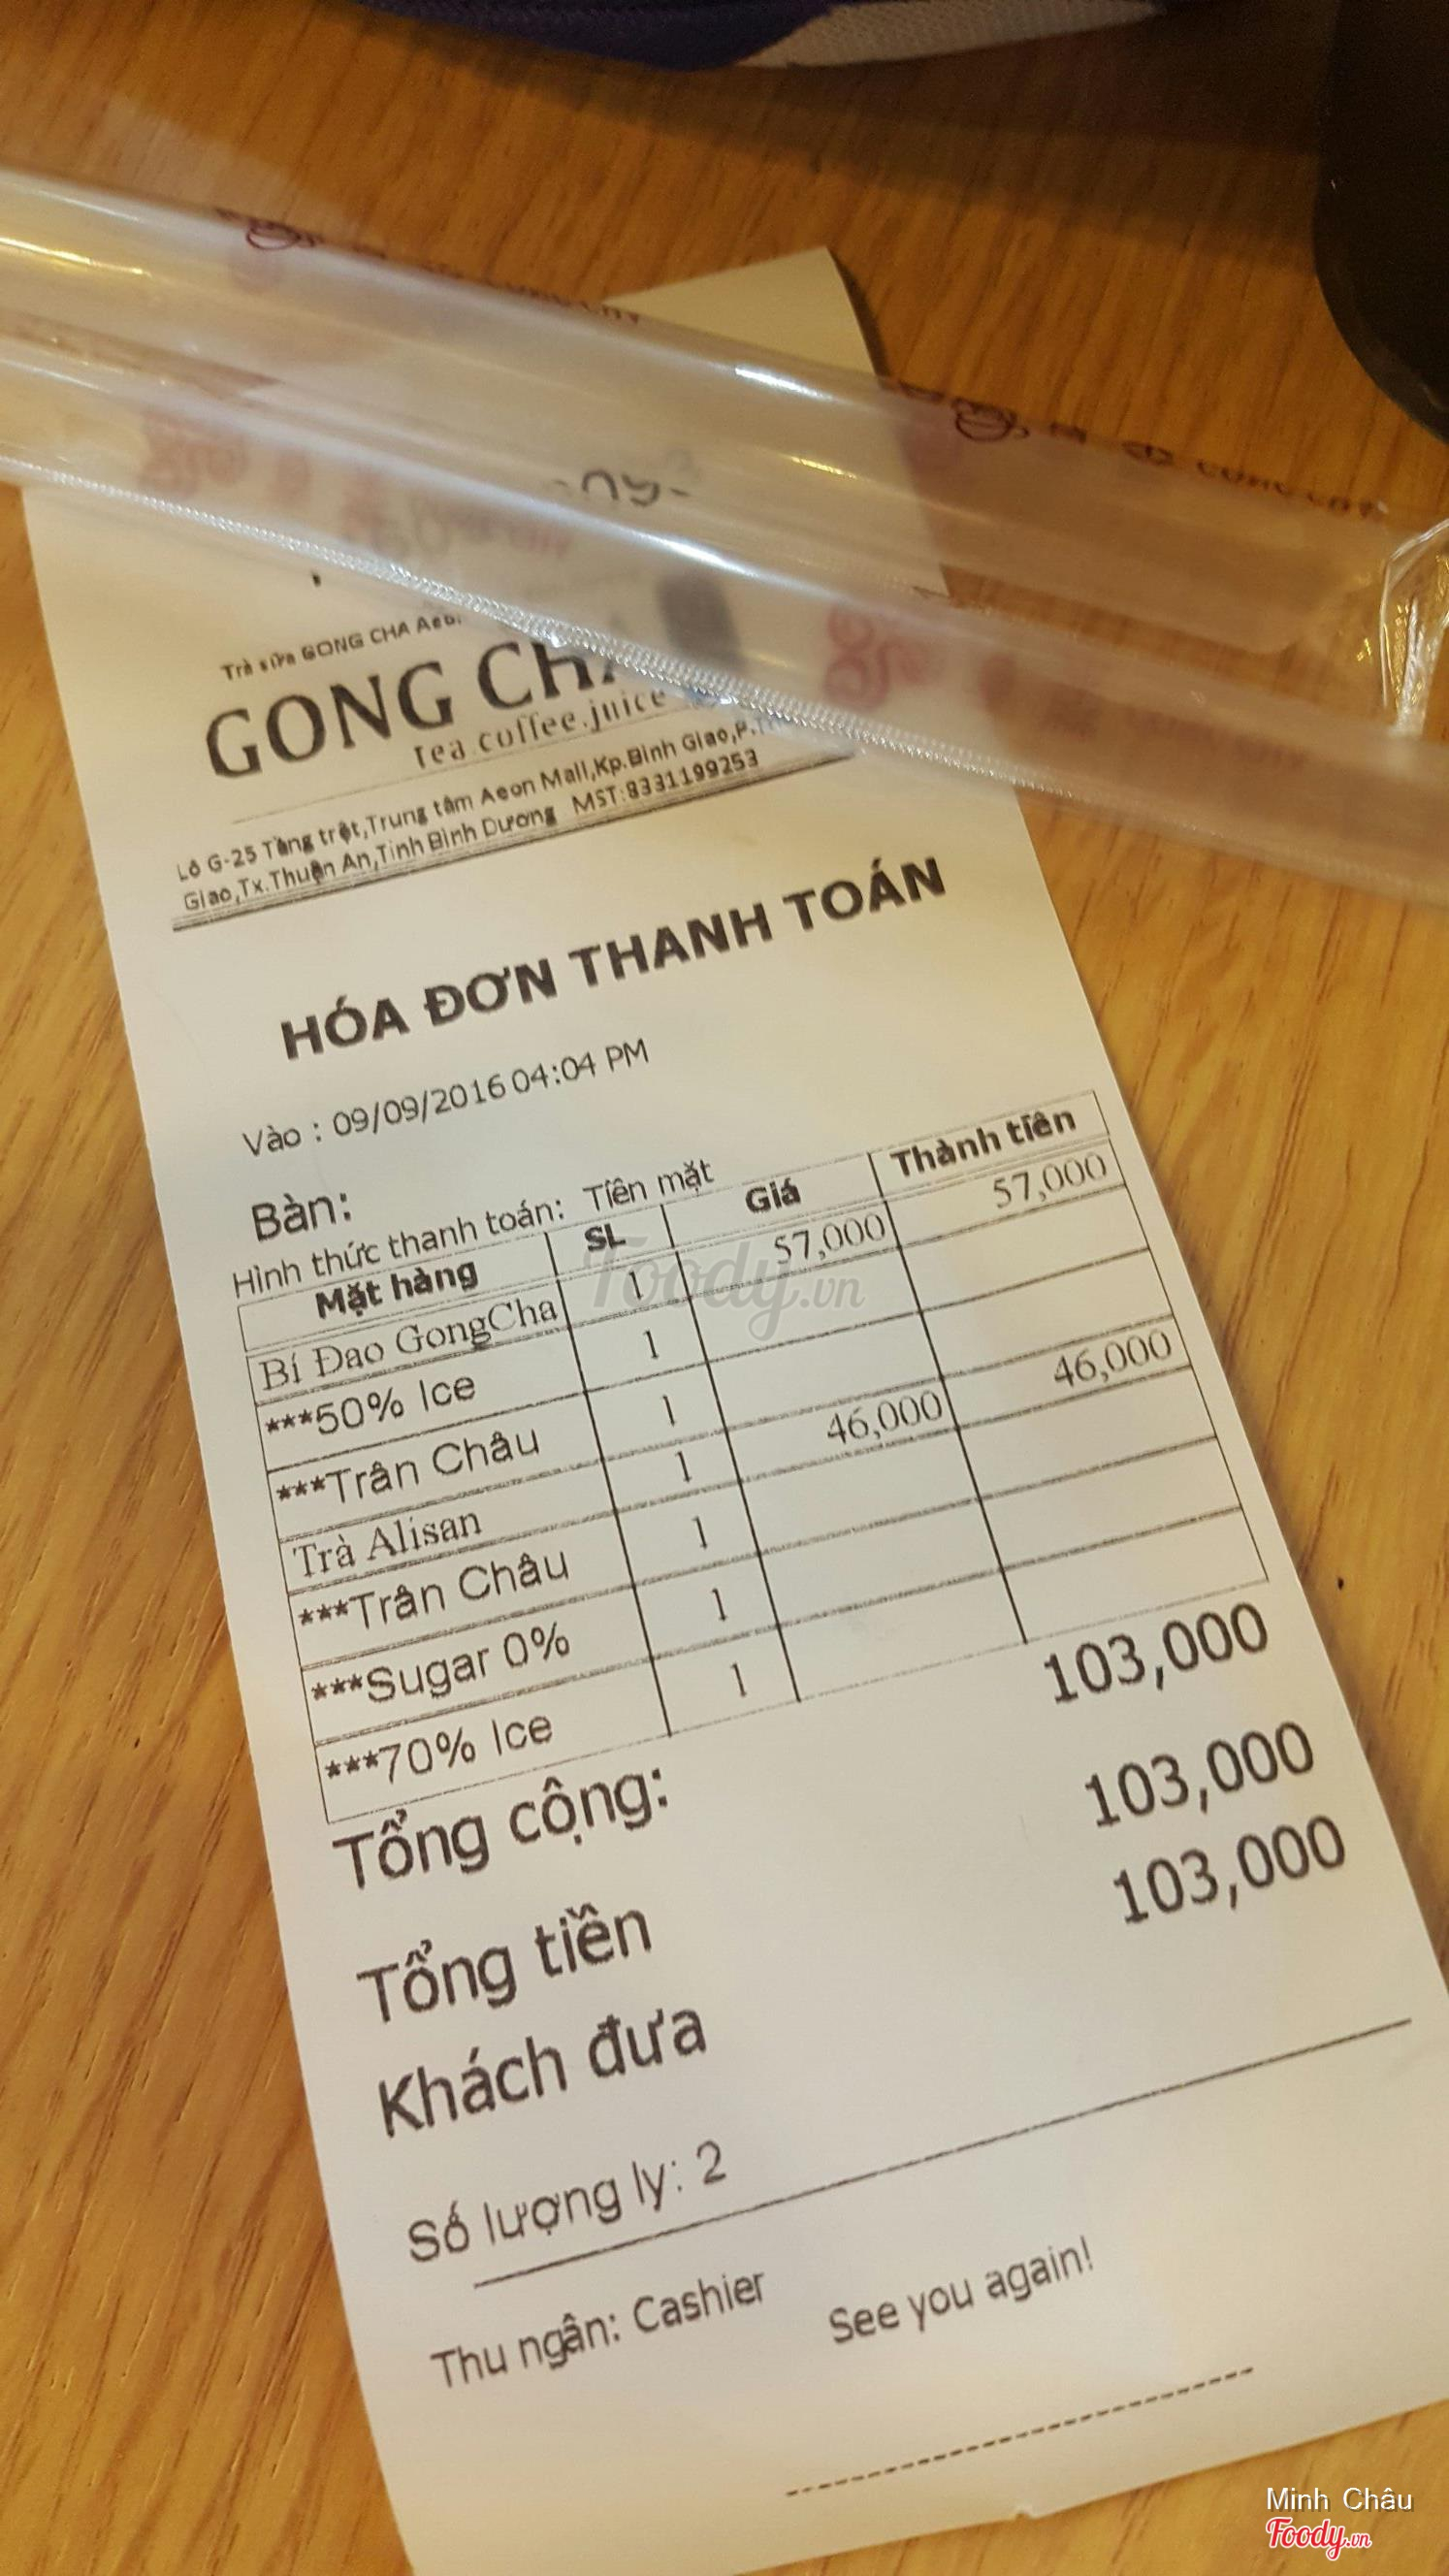 Trà sữa GONG CHA
GONG CHA
tea coffee.juice
Lô G-25 Tầng trệt,Trung tâm Aeon Mall,Kp.Bình Giao,P.
Giao,Tx.Thuận An,Tỉnh Bình Dương MST:8331199253
HÓA ĐƠN THANH TOÁN
Vào : 09/09/2016 04:04 PM
Bàn:
Hình thức thanh toán: Tiền mặt
Mặt hàng SL Giá Thành tiền
Bí Đao GongCha 1 57,000 57,000
***50% Ice 1
***Trân Châu 1
Trà Alisan 1 46,000 46,000
***Trân Châu 1
***Sugar 0% 1
***70% Ice 1
Tổng cộng: 103,000
Tổng tiền 103,000
Khách đưa 103,000
Số lượng ly: 2
Thu ngân: Cashier
See you again!
Foody.vn
Minh Châu
Foody.vn